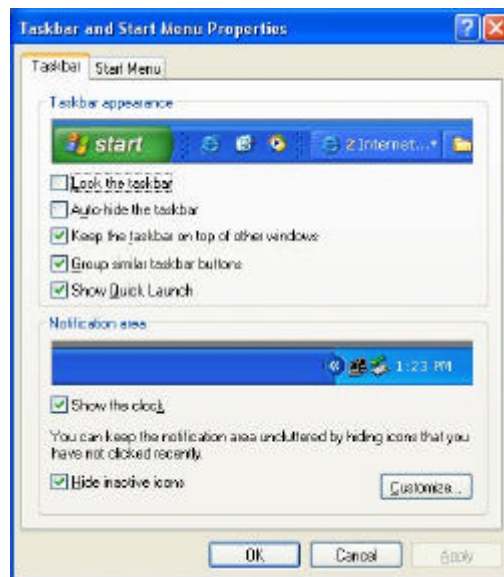 Taskbar and Start Menu Properties
Taskbar Start Menu
Taskbar appearance
start 2 Internet...
Lock the taskbar
Auto-hide the taskbar
Keep the taskbar on top of other windows
Group similar taskbar buttons
Show Quick Launch
Notification area
1:23 PM
Show the clock
You can keep the notification area uncluttered by hiding icons that you
have not clicked recently.
Hide inactive icons
Customize...
OK Cancel Apply